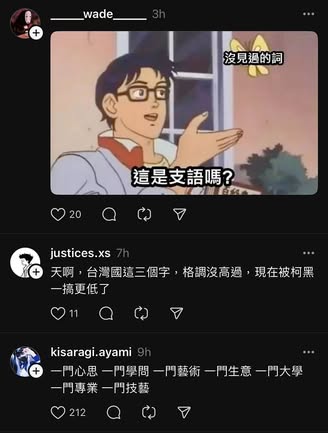 _____wade_____ 3h
沒見過的詞
這是支語嗎?
20
justices.xs 7h
天啊，台灣國這三個字，格調沒高過，現在被柯黑
一搞更低了
11
kisaragi.ayami 9h
一門心思 一門學問 一門藝術 一門生意 一門大學
一門專業 一門技藝
212